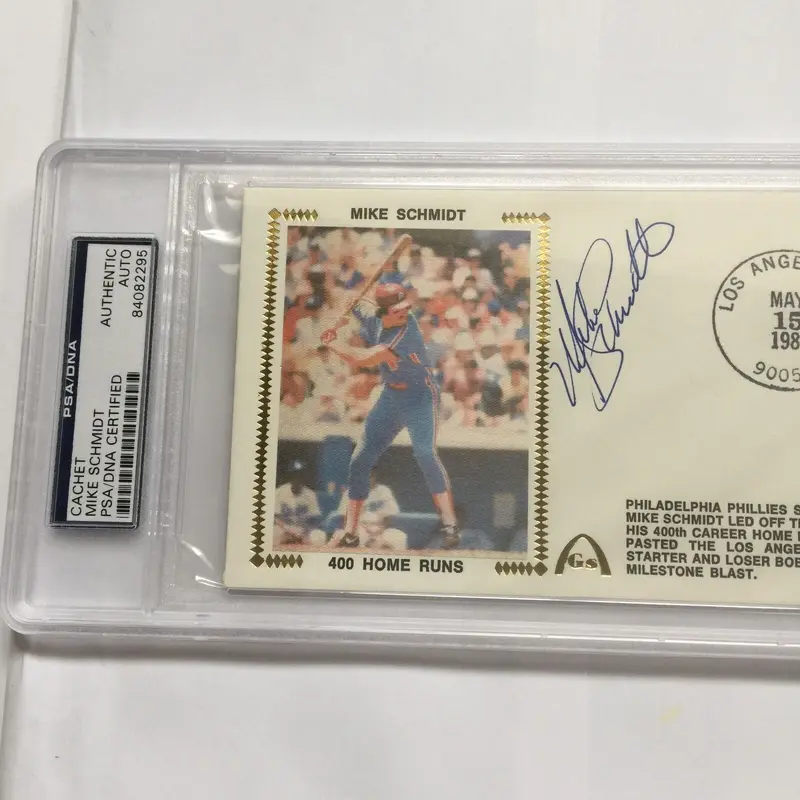 PSA/DNA
CACHET
MIKE SCHMIDT
PSA/DNA CERTIFIED
AUTHENTIC
AUTO
84082295
MIKE SCHMIDT
400 HOME RUNS
Mike Schmidt
LOS ANGE
MAY
15
198
9005
Gs
PHILADELPHIA PHILLIES S
MIKE SCHMIDT LED OFF T
HIS 400th CAREER HOME
PASTED THE LOS ANGE
STARTER AND LOSER BOB
MILESTONE BLAST.